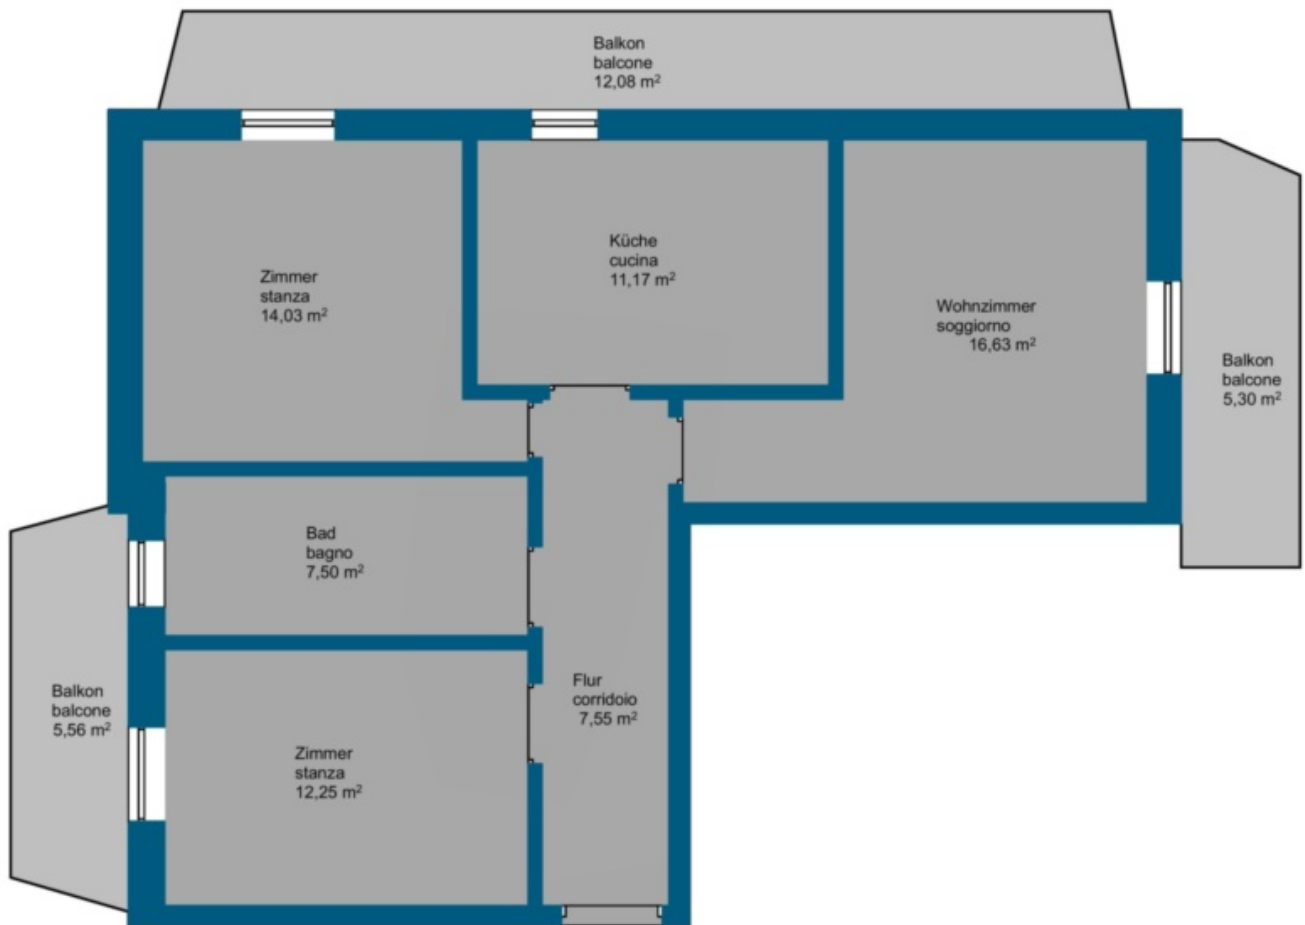 Balkon
balcone
12,08 m²
Küche
cucina
11,17 m²
Zimmer
stanza
14,03 m²
Wohnzimmer
soggiorno
16,63 m²
Balkon
balcone
5,30 m²
Bad
bagno
7,50 m²
Flur
corridoio
7,55 m²
Balkon
balcone
5,56 m²
Zimmer
stanza
12,25 m²